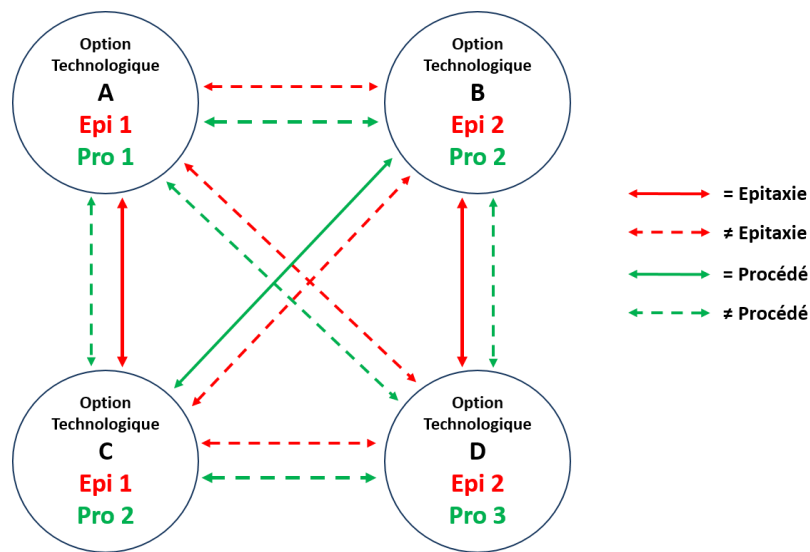 Option
Technologique
A
Epi 1
Pro 1
Option
Technologique
B
Epi 2
Pro 2
= Epitaxie
≠ Epitaxie
= Procédé
≠ Procédé
Option
Technologique
C
Epi 1
Pro 2
Option
Technologique
D
Epi 2
Pro 3